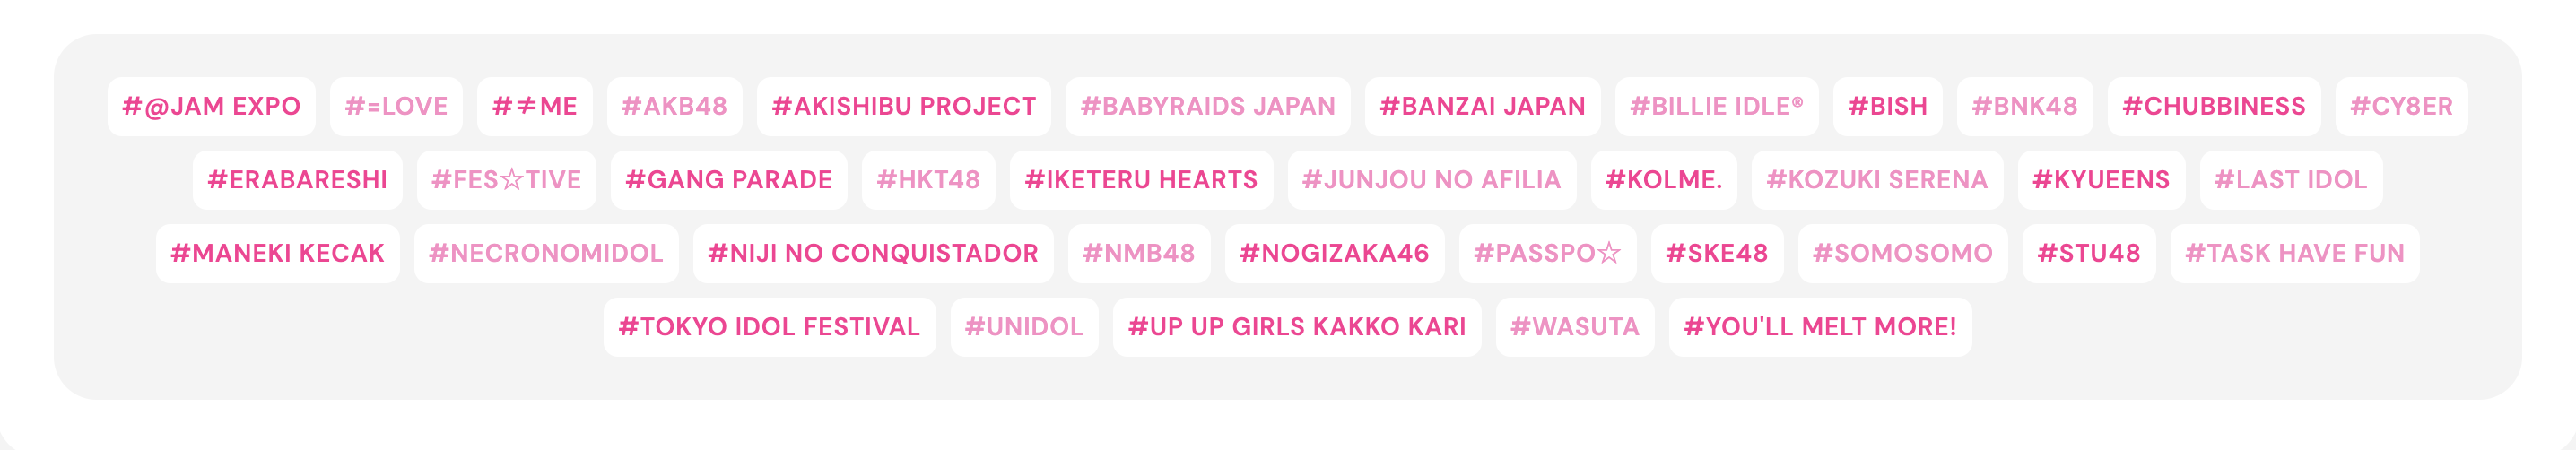 #@JAM EXPO #=LOVE #≠ME #AKB48 #AKISHIBU PROJECT #BABYRAIDS JAPAN #BANZAI JAPAN #BILLIE IDLE® #BISH #BNK48 #CHUBBINESS #CY8ER
#ERABARESHI #FES☆TIVE #GANG PARADE #HKT48 #IKETERU HEARTS #JUNJOU NO AFILIA #KOLME. #KOZUKI SERENA #KYUEENS #LAST IDOL
#MANEKI KECAK #NECRONOMIDOL #NIJI NO CONQUISTADOR #NMB48 #NOGIZAKA46 #PASSPO☆ #SKE48 #SOMOSOMO #STU48 #TASK HAVE FUN
#TOKYO IDOL FESTIVAL #UNIDOL #UP UP GIRLS KAKKO KARI #WASUTA #YOU'LL MELT MORE!